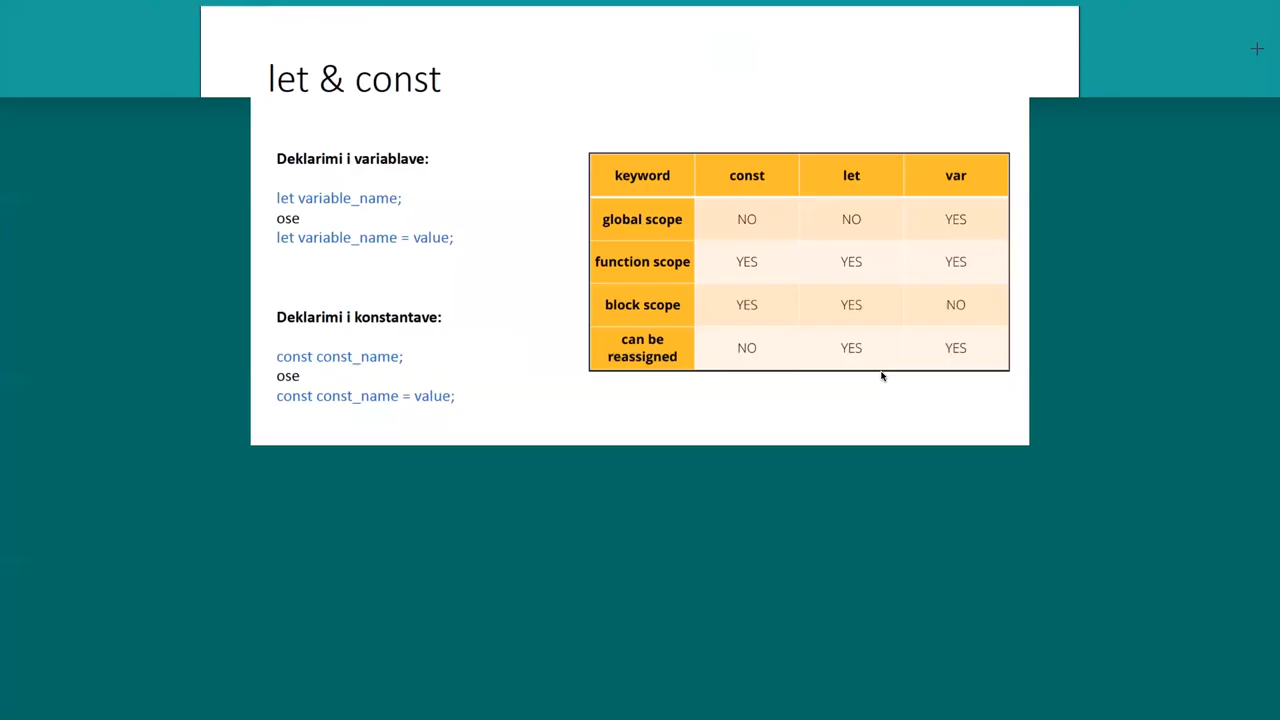 let & const
Deklarimi i variablave:
let variable_name;
ose
let variable_name = value;
Deklarimi i konstantave:
const const_name;
ose
const const_name = value;
keyword const let var
global scope NO NO YES
function scope YES YES YES
block scope YES YES NO
can be
reassigned NO YES YES